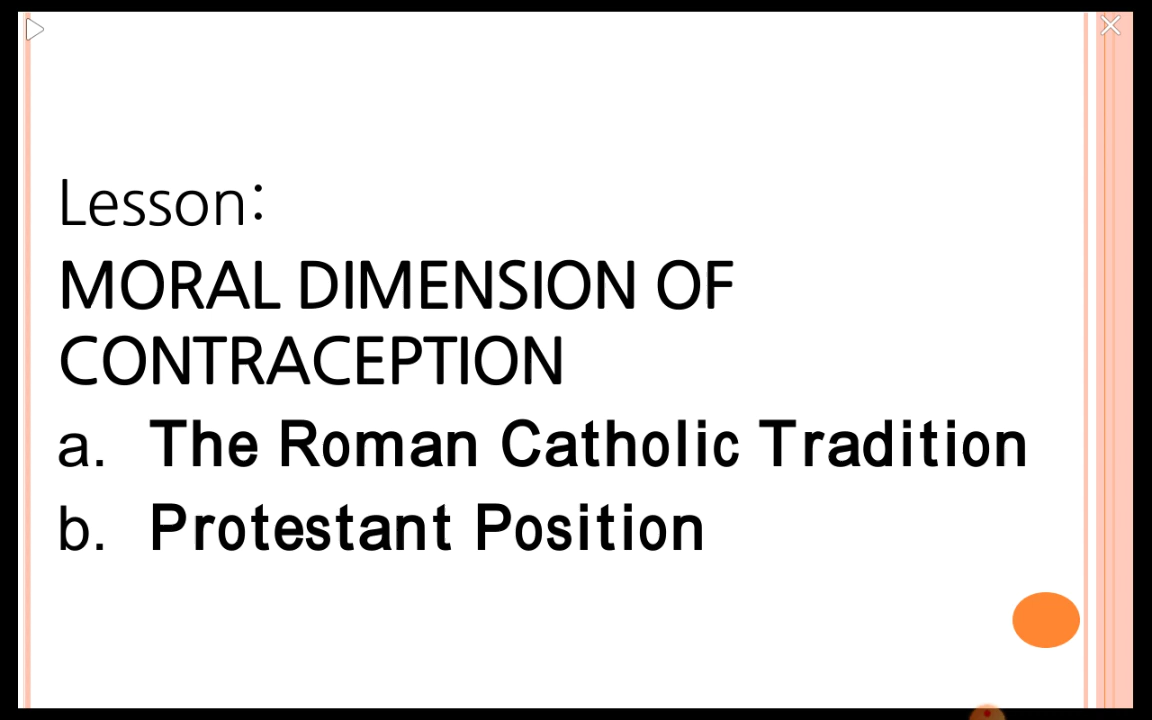 Lesson:
MORAL DIMENSION OF
CONTRACEPTION
a. The Roman Catholic Tradition
b. Protestant Position